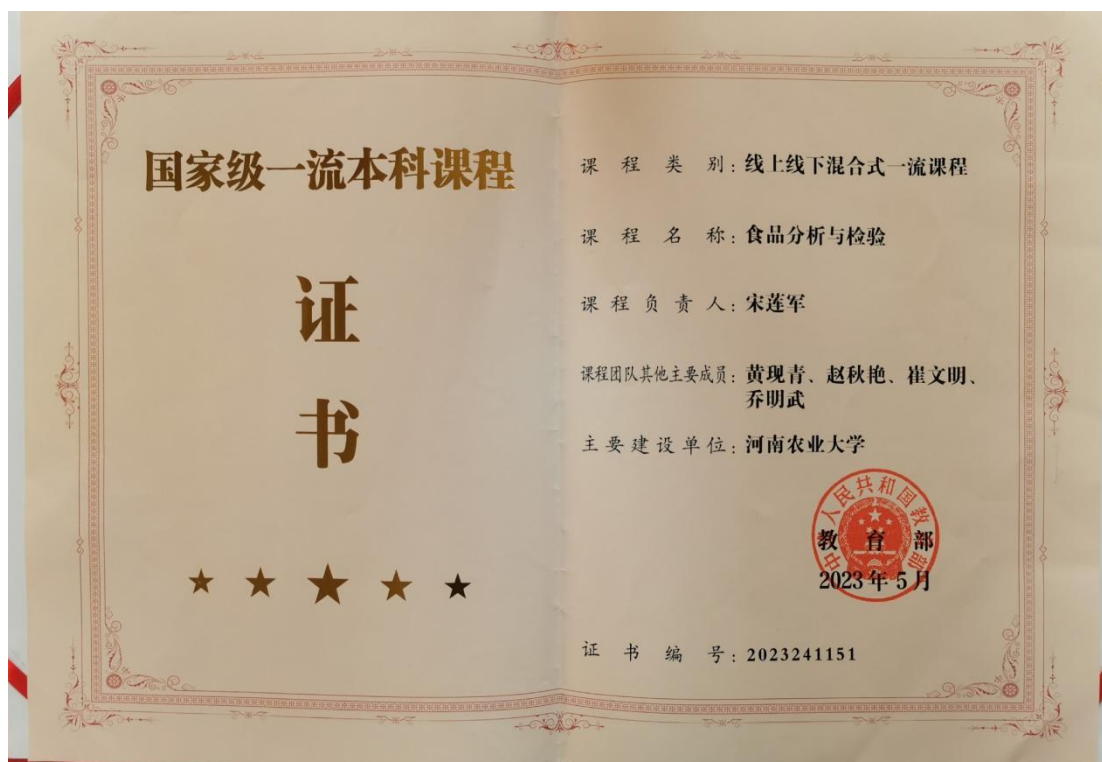 国家级一流本科课程
证
书
课程类别：线上线下混合式一流课程
课程名称：食品分析与检验
课程负责人：宋莲军
课程团队其他主要成员：黄现青、赵秋艳、崔文明、
乔明武
主要建设单位：河南农业大学
中华人民共和国教育部
教育部
2023年5月
证书编号：2023241151